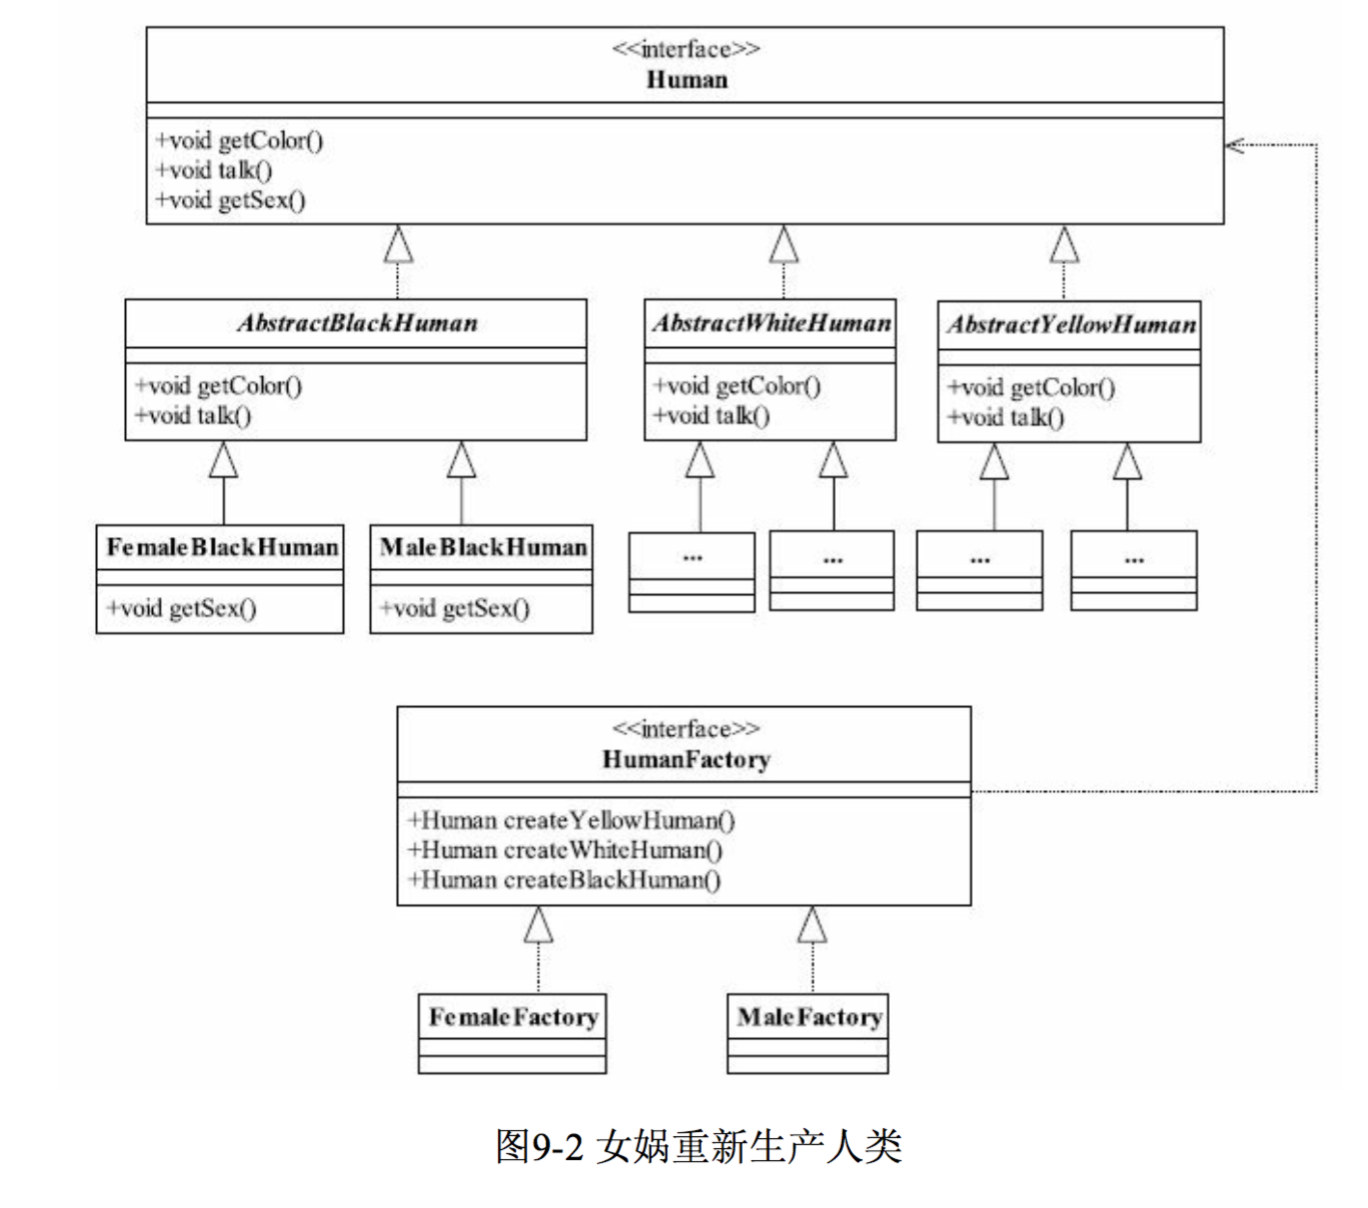 <<interface>>
Human
+void getColor()
+void talk()
+void getSex()
AbstractBlackHuman
+void getColor()
+void talk()
AbstractWhiteHuman
+void getColor()
+void talk()
AbstractYellowHuman
+void getColor()
+void talk()
FemaleBlackHuman
+void getSex()
MaleBlackHuman
+void getSex()
...
...
...
...
<<interface>>
HumanFactory
+Human createYellowHuman()
+Human createWhiteHuman()
+Human createBlackHuman()
FemaleFactory
MaleFactory
图9-2 女娲重新生产人类